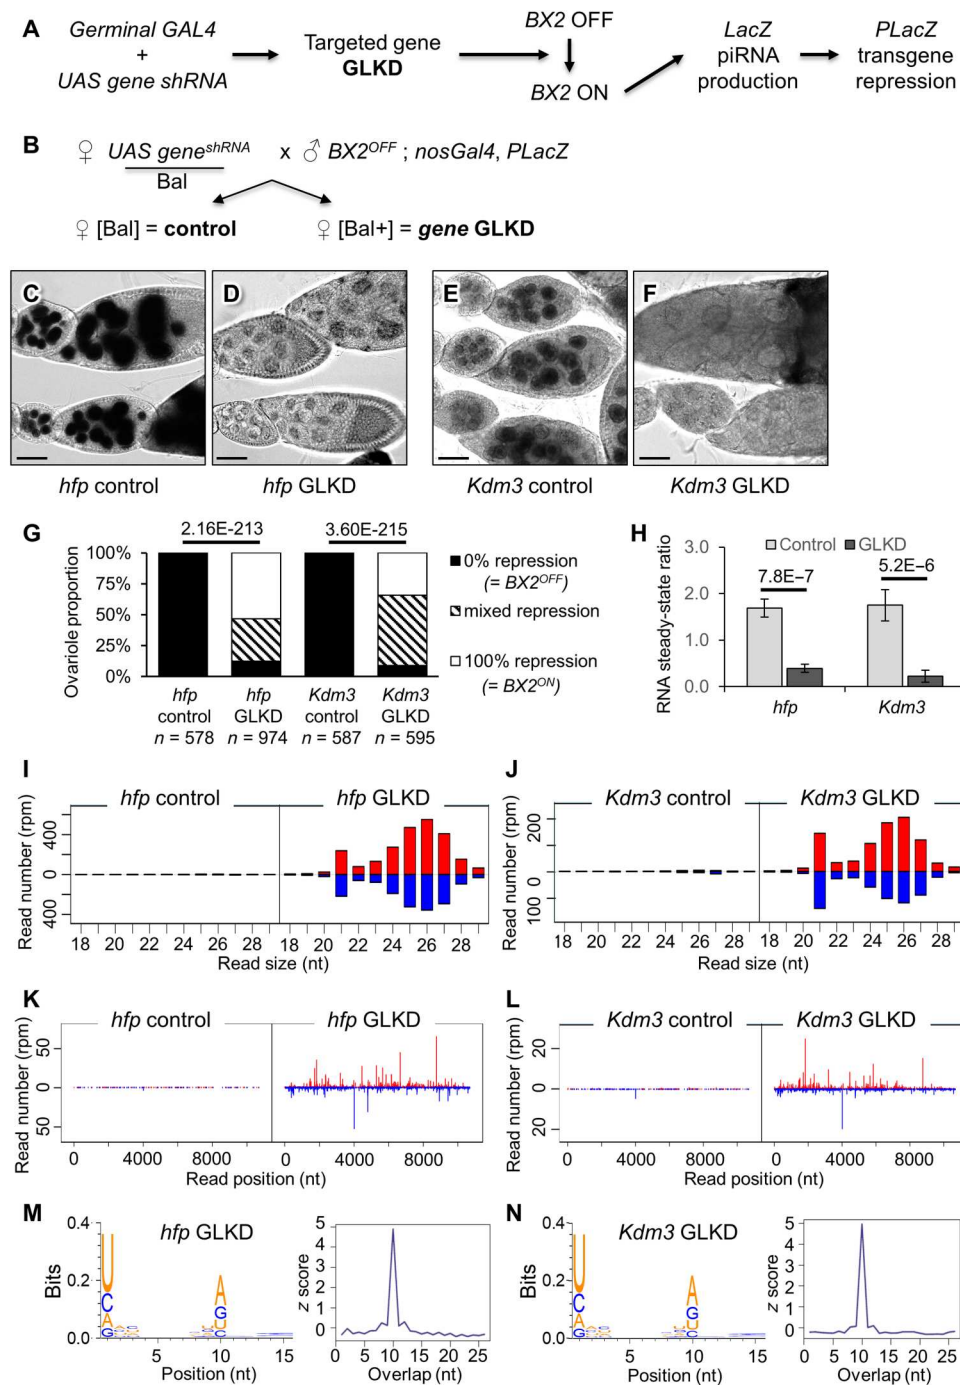 A
Germinal GAL4
+
UAS gene shRNA
Targeted gene
GLKD
BX2 OFF
BX2 ON
LacZ
piRNA
production
PLacZ
transgene
repression
B
♀ UAS gene^shRNA x ♂ BX2^OFF ; nosGal4, PLacZ
Bal
♀ [Bal] = control
♀ [Bal+] = gene GLKD
C
D
E
F
hfp control
hfp GLKD
Kdm3 control
Kdm3 GLKD
G
2.16E-213
3.60E-215
Ovariole proportion
100%
75%
50%
25%
0%
hfp
control
n = 578
hfp
GLKD
n = 974
Kdm3
control
n = 587
Kdm3
GLKD
n = 595
0% repression
(= BX2^OFF)
mixed repression
100% repression
(= BX2^ON)
H
RNA steady-state ratio
3.0
2.0
1.0
0.0
Control
GLKD
7.8E–7
5.2E–6
hfp
Kdm3
I
hfp control
hfp GLKD
Read number (rpm)
400
0
400
18 20 22 24 26 28 18 20 22 24 26 28
Read size (nt)
J
Kdm3 control
Kdm3 GLKD
Read number (rpm)
200
0
100
18 20 22 24 26 28 18 20 22 24 26 28
Read size (nt)
K
hfp control
hfp GLKD
Read number (rpm)
50
0
50
0 4000 8000 0 4000 8000
Read position (nt)
L
Kdm3 control
Kdm3 GLKD
Read number (rpm)
20
0
20
0 4000 8000 0 4000 8000
Read position (nt)
M
hfp GLKD
Bits
0.4
0.2
0.0
U
C
A
G
A
G
U
C
5 10 15
Position (nt)
z score
5
4
3
2
1
0
0 5 10 15 20 25
Overlap (nt)
N
Kdm3 GLKD
Bits
0.4
0.2
0.0
U
C
A
G
A
G
U
C
5 10 15
Position (nt)
z score
5
4
3
2
1
0
0 5 10 15 20 25
Overlap (nt)